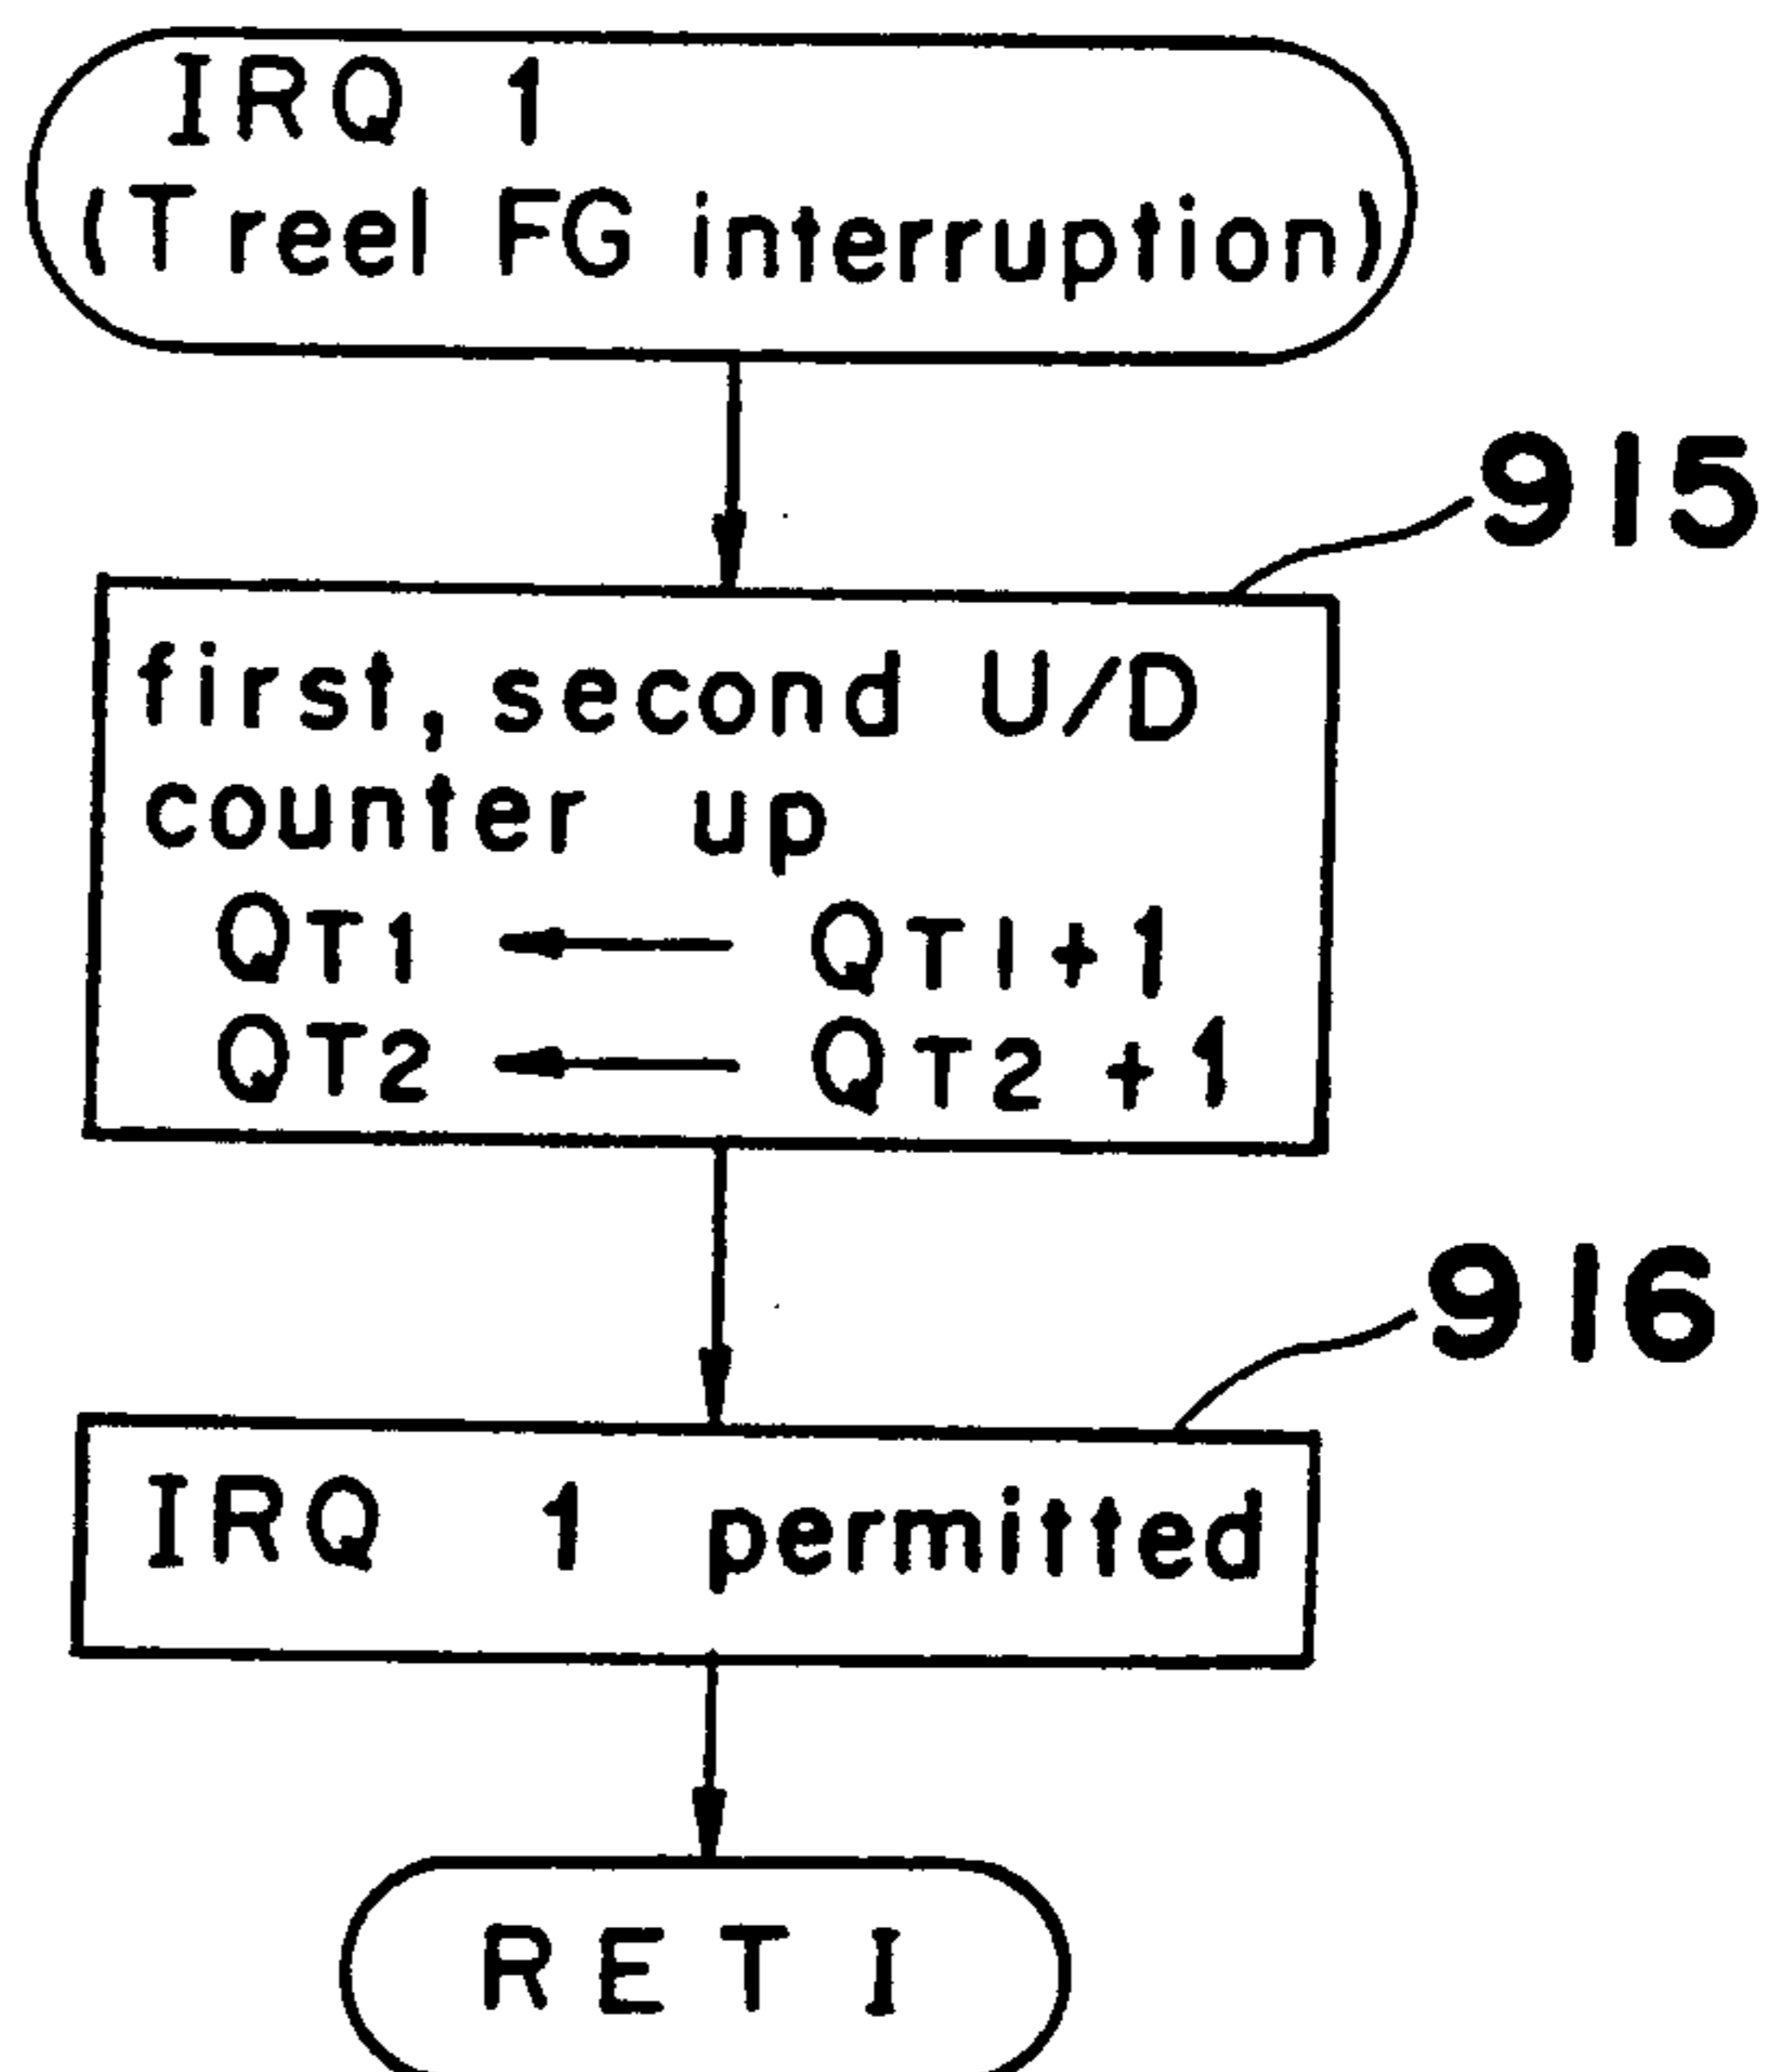 IRQ 1
(T reel FG interruption)
915
first, second U/D
counter up
QT1 ← QT1+1
QT2 ← QT2+1
916
IRQ 1 permitted
RETI